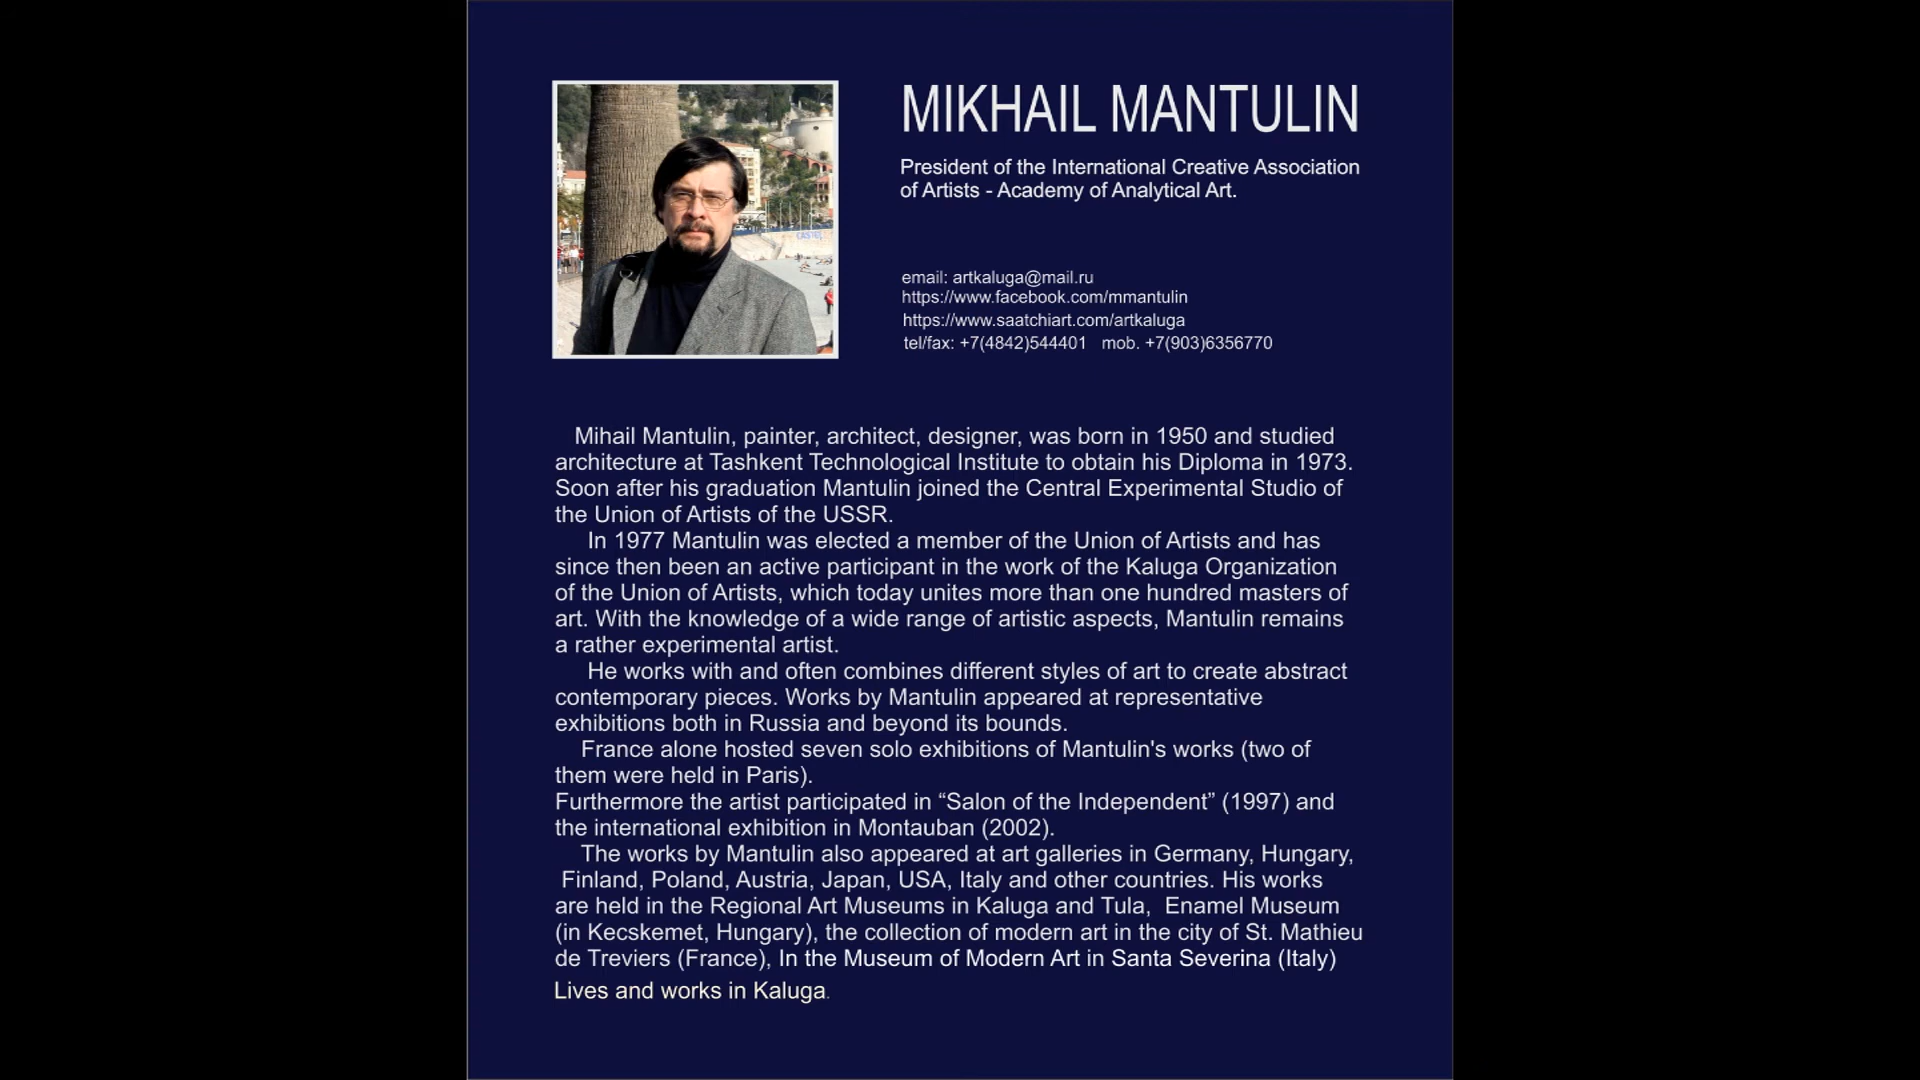 MIKHAIL MANTULIN
President of the International Creative Association
of Artists - Academy of Analytical Art.
email: artkaluga@mail.ru
https://www.facebook.com/mmantulin
https://www.saatchiart.com/artkaluga
tel/fax: +7(4842)544401 mob. +7(903)6356770
Mihail Mantulin, painter, architect, designer, was born in 1950 and studied
architecture at Tashkent Technological Institute to obtain his Diploma in 1973.
Soon after his graduation Mantulin joined the Central Experimental Studio of
the Union of Artists of the USSR.
In 1977 Mantulin was elected a member of the Union of Artists and has
since then been an active participant in the work of the Kaluga Organization
of the Union of Artists, which today unites more than one hundred masters of
art. With the knowledge of a wide range of artistic aspects, Mantulin remains
a rather experimental artist.
He works with and often combines different styles of art to create abstract
contemporary pieces. Works by Mantulin appeared at representative
exhibitions both in Russia and beyond its bounds.
France alone hosted seven solo exhibitions of Mantulin's works (two of
them were held in Paris).
Furthermore the artist participated in “Salon of the Independent” (1997) and
the international exhibition in Montauban (2002).
The works by Mantulin also appeared at art galleries in Germany, Hungary,
Finland, Poland, Austria, Japan, USA, Italy and other countries. His works
are held in the Regional Art Museums in Kaluga and Tula, Enamel Museum
(in Kecskemet, Hungary), the collection of modern art in the city of St. Mathieu
de Treviers (France), In the Museum of Modern Art in Santa Severina (Italy)
Lives and works in Kaluga.